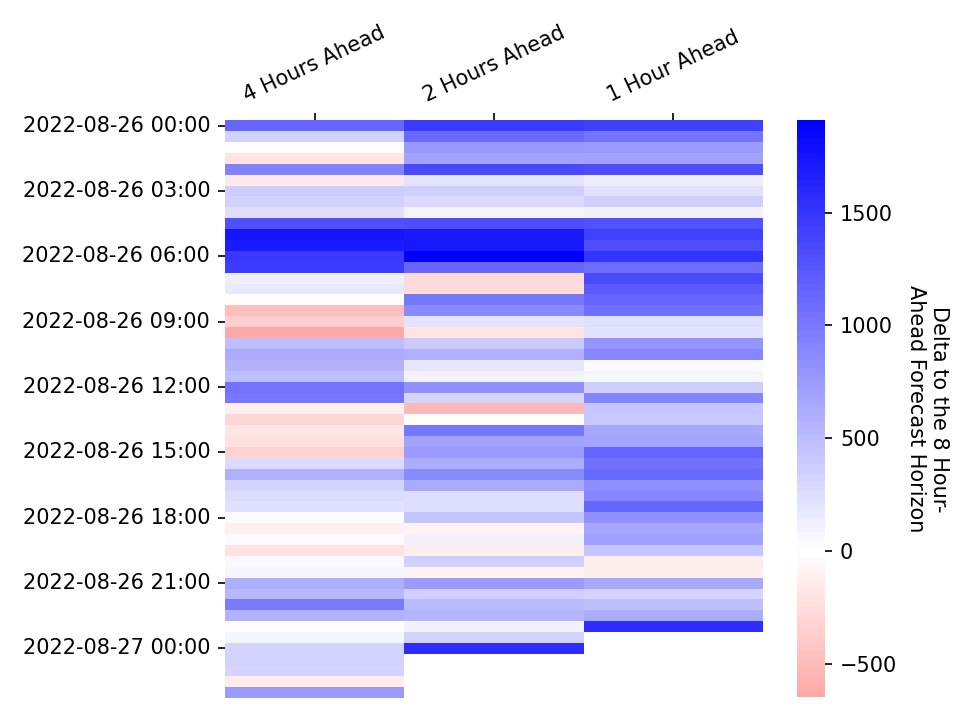 4 Hours Ahead
2 Hours Ahead
1 Hour Ahead
2022-08-26 00:00
2022-08-26 03:00
2022-08-26 06:00
2022-08-26 09:00
2022-08-26 12:00
2022-08-26 15:00
2022-08-26 18:00
2022-08-26 21:00
2022-08-27 00:00
1500
1000
500
0
−500
Delta to the 8 Hour-
Ahead Forecast Horizon